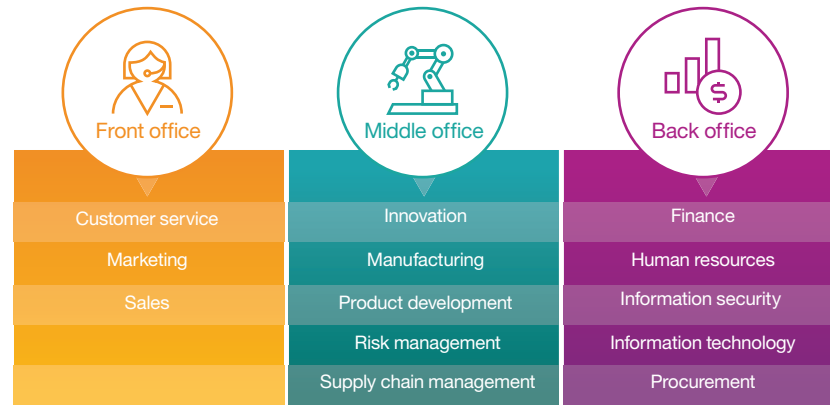 Front office
Customer service
Marketing
Sales
Middle office
Innovation
Manufacturing
Product development
Risk management
Supply chain management
$
Back office
Finance
Human resources
Information security
Information technology
Procurement